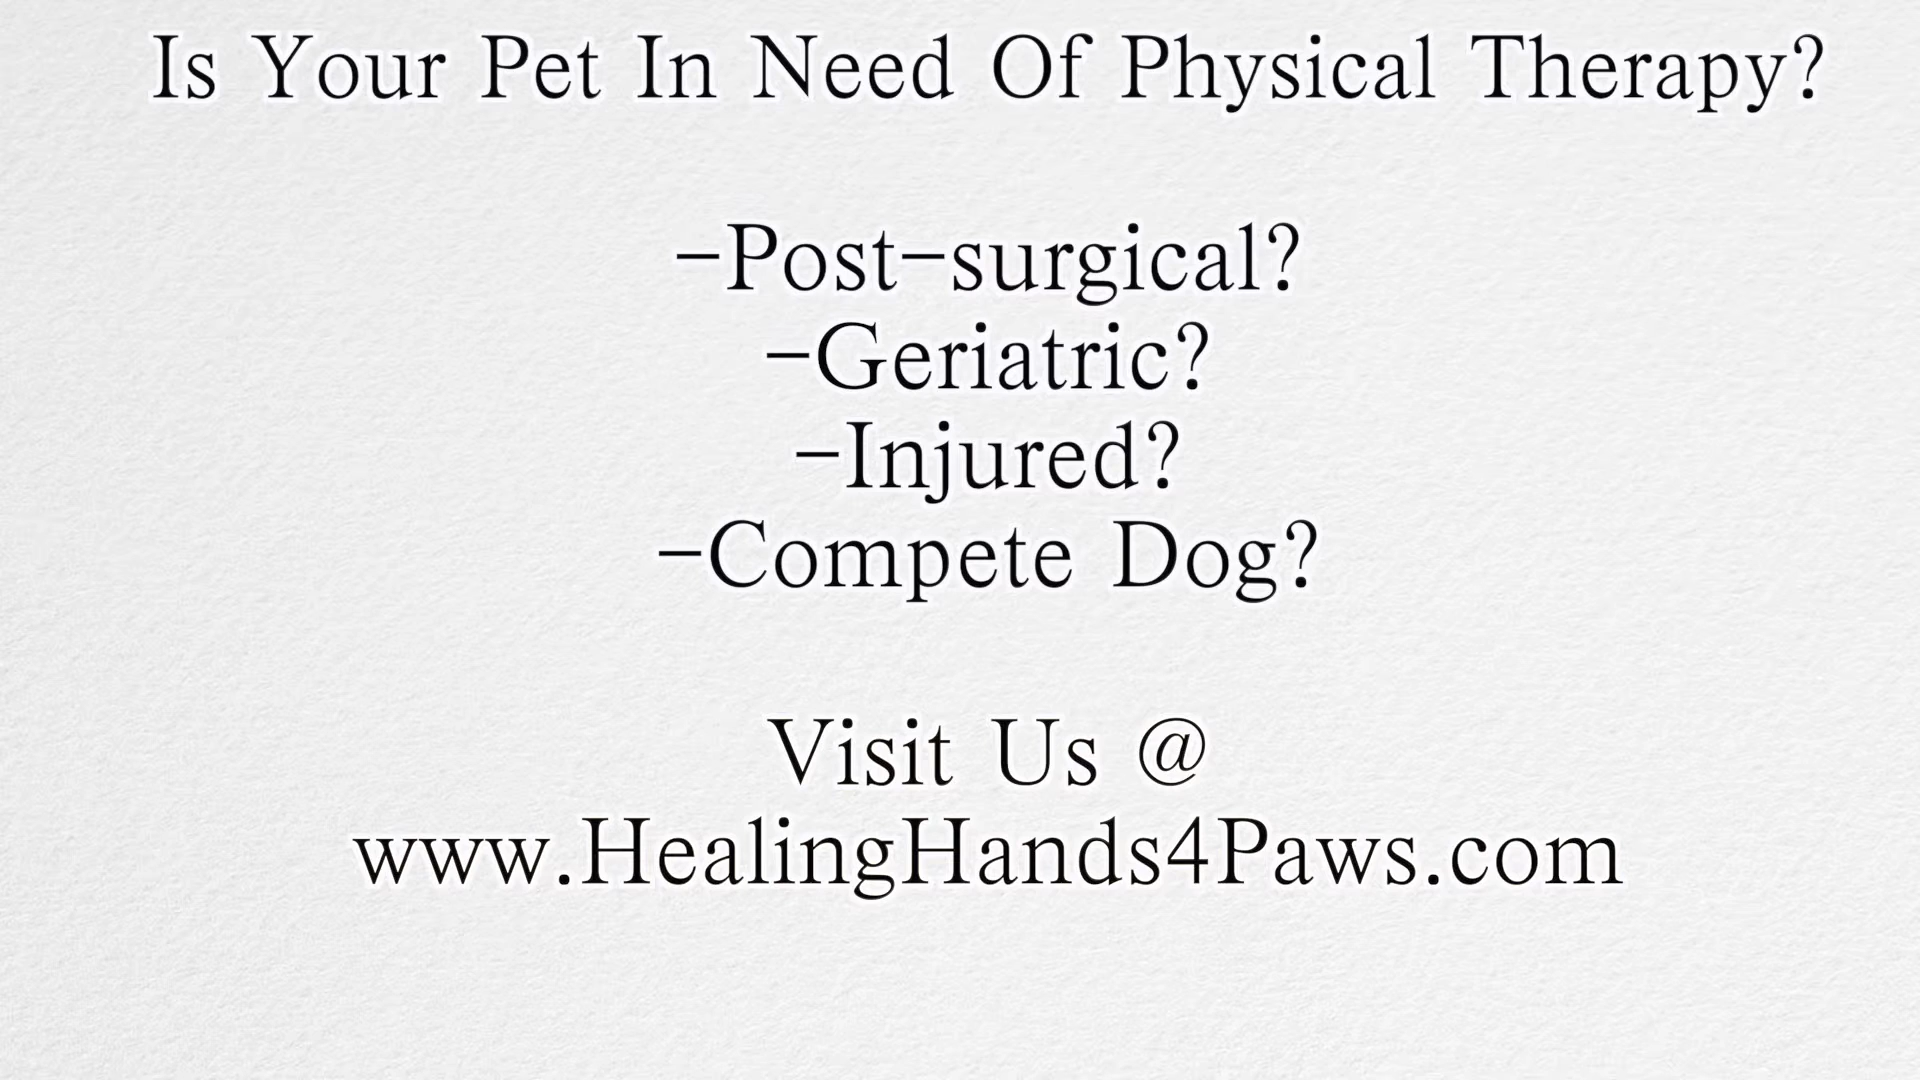 Is Your Pet In Need Of Physical Therapy?
-Post-surgical?
-Geriatric?
-Injured?
-Compete Dog?
Visit Us @
www.HealingHands4Paws.com